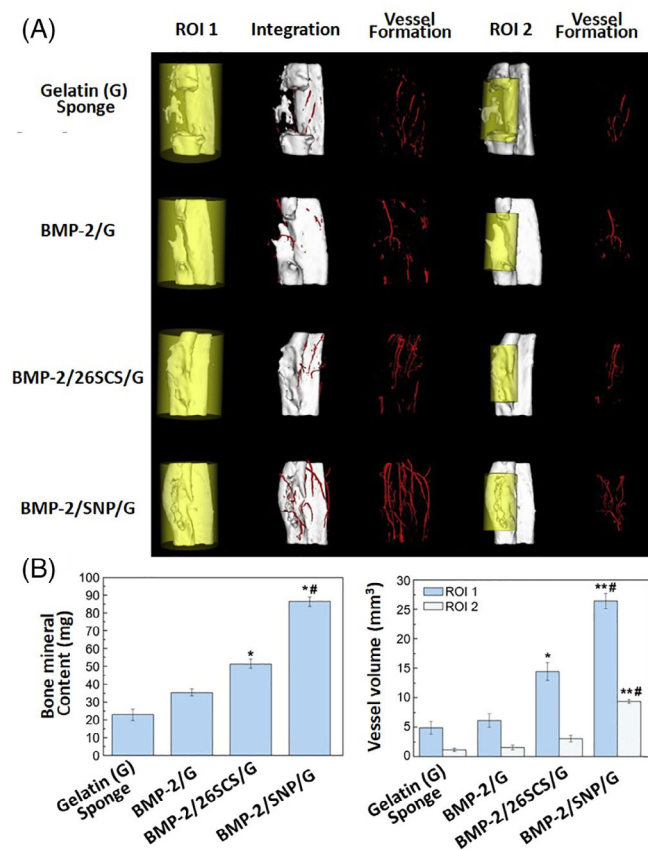 (A)
ROI 1
Integration
Vessel
Formation
ROI 2
Vessel
Formation
Gelatin (G)
Sponge
BMP-2/G
BMP-2/26SCS/G
BMP-2/SNP/G
(B)
Bone mineral
Content (mg)
100
90
80
70
60
50
40
30
20
10
0
*
*#
Gelatin (G)
Sponge
BMP-2/G
BMP-2/26SCS/G
BMP-2/SNP/G
Vessel volume (mm³)
30
25
20
15
10
5
0
ROI 1
ROI 2
*
**#
**#
Gelatin (G)
Sponge
BMP-2/G
BMP-2/26SCS/G
BMP-2/SNP/G